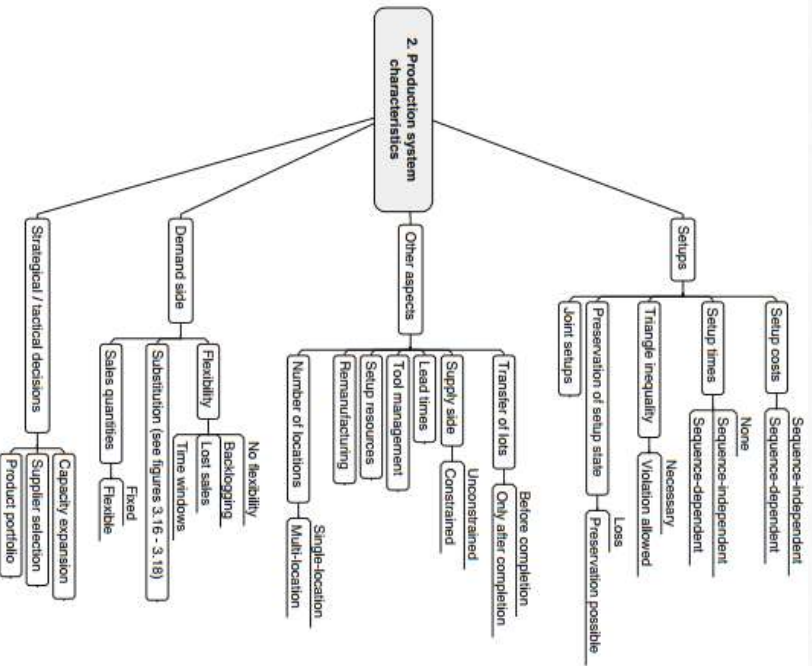 2. Production system
characteristics
Setups
Setup costs
Sequence-independent
Sequence-dependent
Setup times
None
Sequence-independent
Sequence-dependent
Triangle inequality
Necessary
Violation allowed
Preservation of setup state
Loss
Preservation possible
Joint setups
Other aspects
Transfer of lots
Before completion
Only after completion
Supply side
Unconstrained
Constrained
Lead times
Tool management
Setup resources
Remanufacturing
Number of locations
Single-location
Multi-location
Demand side
Flexibility
No flexibility
Backlogging
Lost sales
Time windows
Substitution (see figures 3.16 - 3.18)
Sales quantities
Fixed
Flexible
Strategical / tactical decisions
Capacity expansion
Supplier selection
Product portfolio